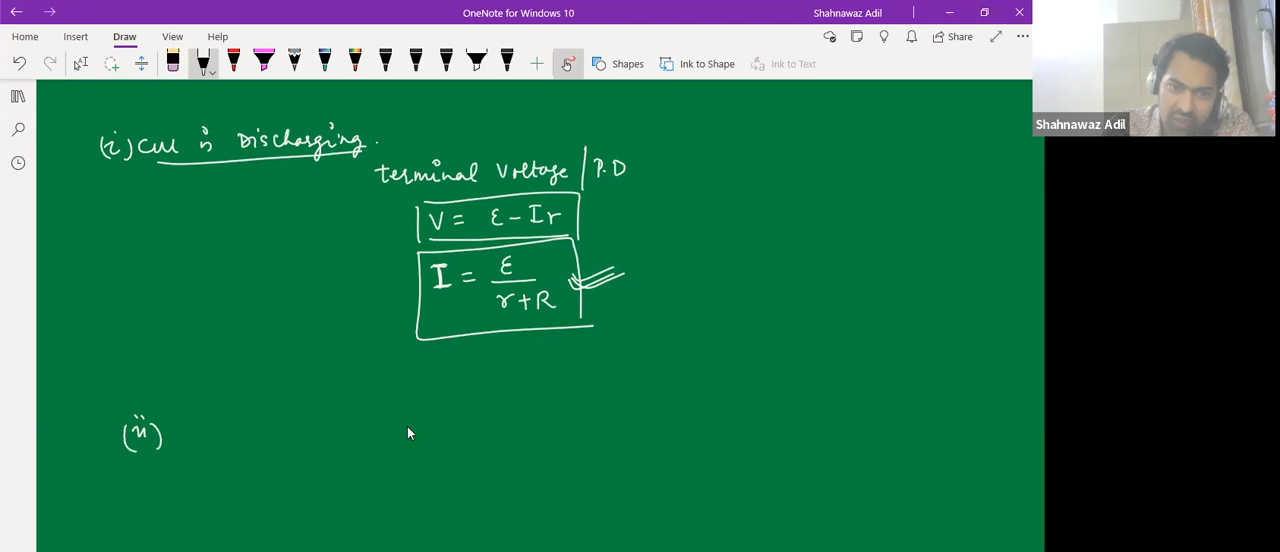 OneNote for Windows 10
Shahnawaz Adil
Home Insert Draw View Help
Share
Shapes Ink to Shape Ink to Text
Shahnawaz Adil
(i) Cell is Discharging.
terminal Voltage | P.D
V = ε - Ir
I = ε / r + R
(ii)